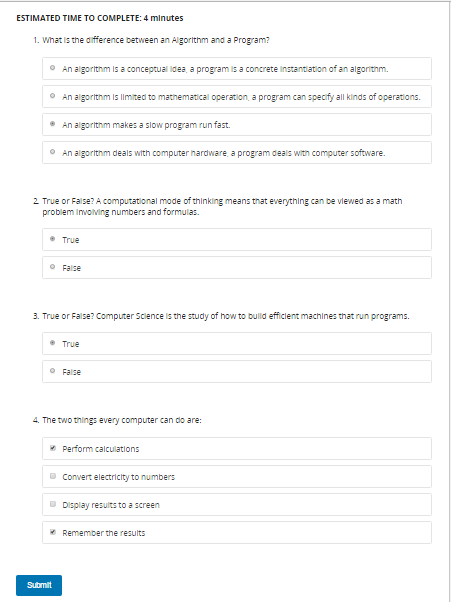 ESTIMATED TIME TO COMPLETE: 4 minutes
1. What is the difference between an Algorithm and a Program?
An algorithm is a conceptual idea, a program is a concrete instantiation of an algorithm.
An algorithm is limited to mathematical operation, a program can specify all kinds of operations.
An algorithm makes a slow program run fast.
An algorithm deals with computer hardware, a program deals with computer software.
2. True or False? A computational mode of thinking means that everything can be viewed as a math
problem involving numbers and formulas.
True
False
3. True or False? Computer Science is the study of how to build efficient machines that run programs.
True
False
4. The two things every computer can do are:
Perform calculations
Convert electricity to numbers
Display results to a screen
Remember the results
Submit